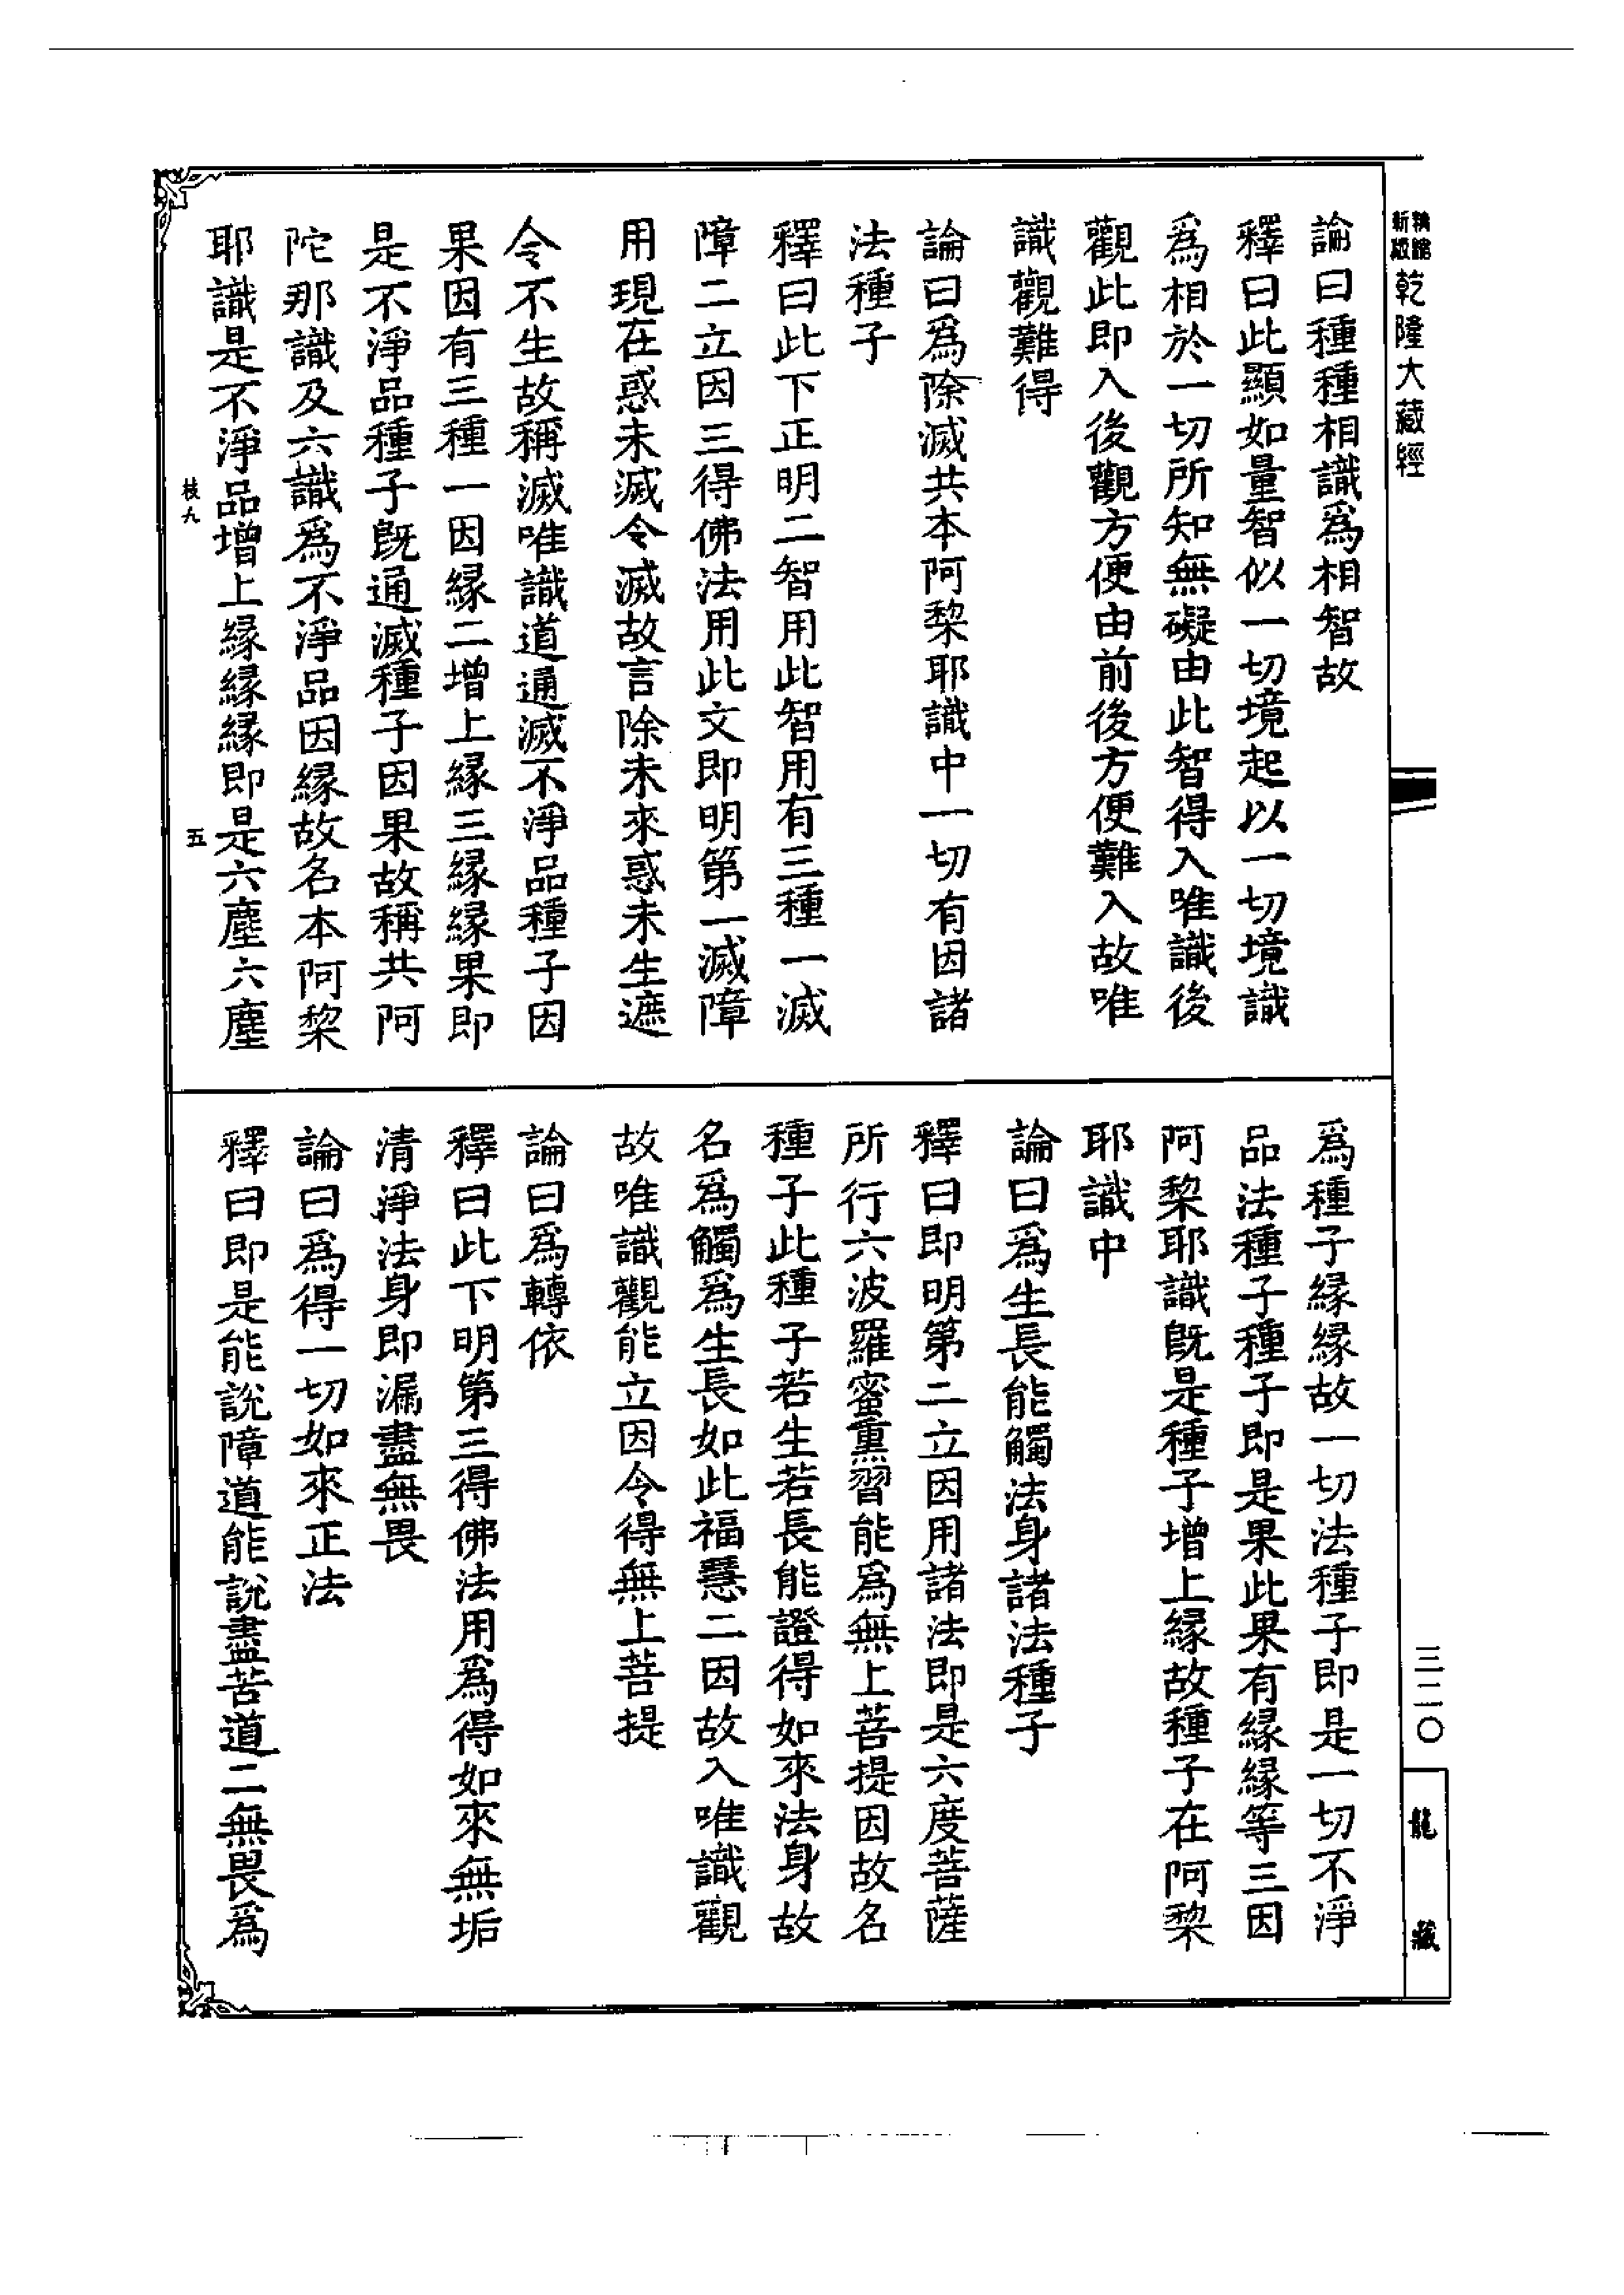 新版
精縮
乾隆大藏經
論曰種種相識爲相智故
釋曰此顯如量智似一切境起以一切境識
爲相於一切所知無礙由此智得入唯識後
觀此即入後觀方便由前後方便難入故唯
識觀難得
論曰爲除滅共本阿梨耶識中一切有因諸
法種子
釋曰此下正明二智用此智用有三種一滅
障二立因三得佛法用此文即明第一滅障
用現在惑未滅令滅故言除未來惑未生遮
令不生故稱滅唯識道通滅不淨品種子因
果因有三種一因緣二增上緣三緣緣果即
是不淨品種子既通滅種子因果故稱共阿
陀那識及六識爲不淨品因緣故名本阿棃
耶識是不淨品增上緣緣緣即是六塵六塵
枝九
五
爲種子緣緣故一切法種子即是一切不淨
品法種子種子即是果此果有緣緣等三因
阿棃耶識既是種子增上緣故種子在阿棃
耶識中
論曰爲生長能觸法身諸法種子
釋曰即明第二立因用諸法即是六度菩薩
所行六波羅蜜熏習能爲無上菩提因故名
種子此種子若生若長能證得如來法身故
名爲觸爲生長如此福慧二因故入唯識觀
故唯識觀能立因令得無上菩提
論曰爲轉依
釋曰此下明第三得佛法用爲得如來無垢
清淨法身即漏盡無畏
論曰爲得一切如來正法
釋曰即是能說障道能說盡苦道二無畏爲
三二〇
龍藏